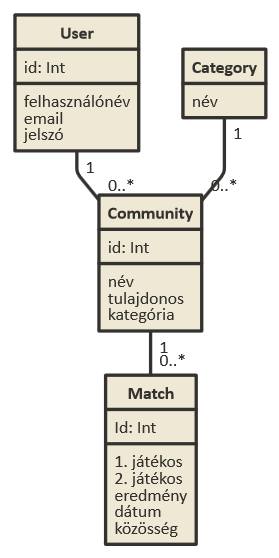 User
id: Int
felhasználónév
email
jelszó
Category
név
1
1
0..*
0..*
Community
id: Int
név
tulajdonos
kategória
1
0..*
Match
Id: Int
1. játékos
2. játékos
eredmény
dátum
közösség